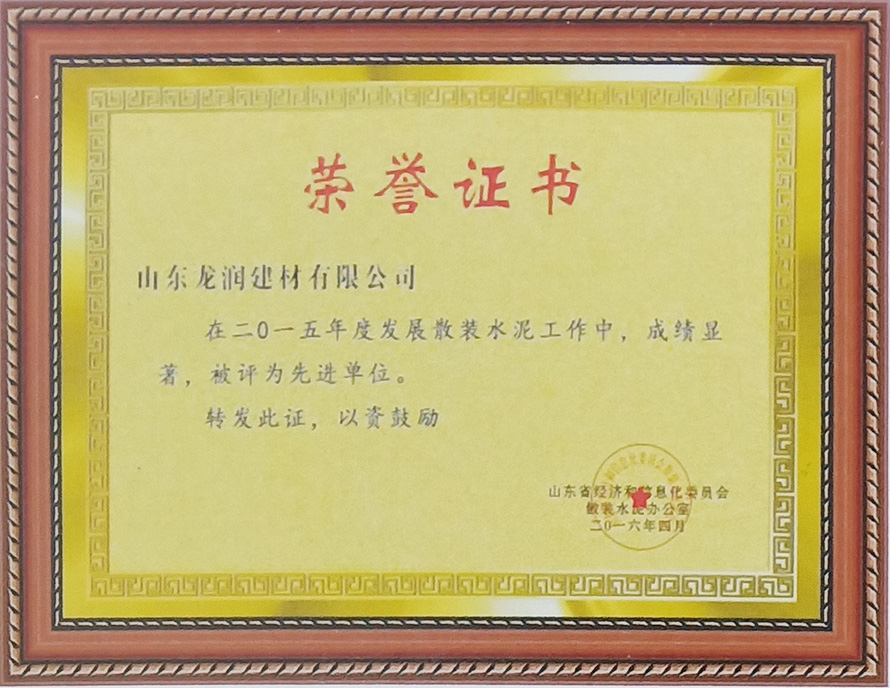 荣誉证书
山东龙润建材有限公司
在二0一五年度发展散装水泥工作中，成绩显
著，被评为先进单位。
转发此证，以资鼓励
山东省经济和信息化委员会
散装水泥办公室
二0一六年四月